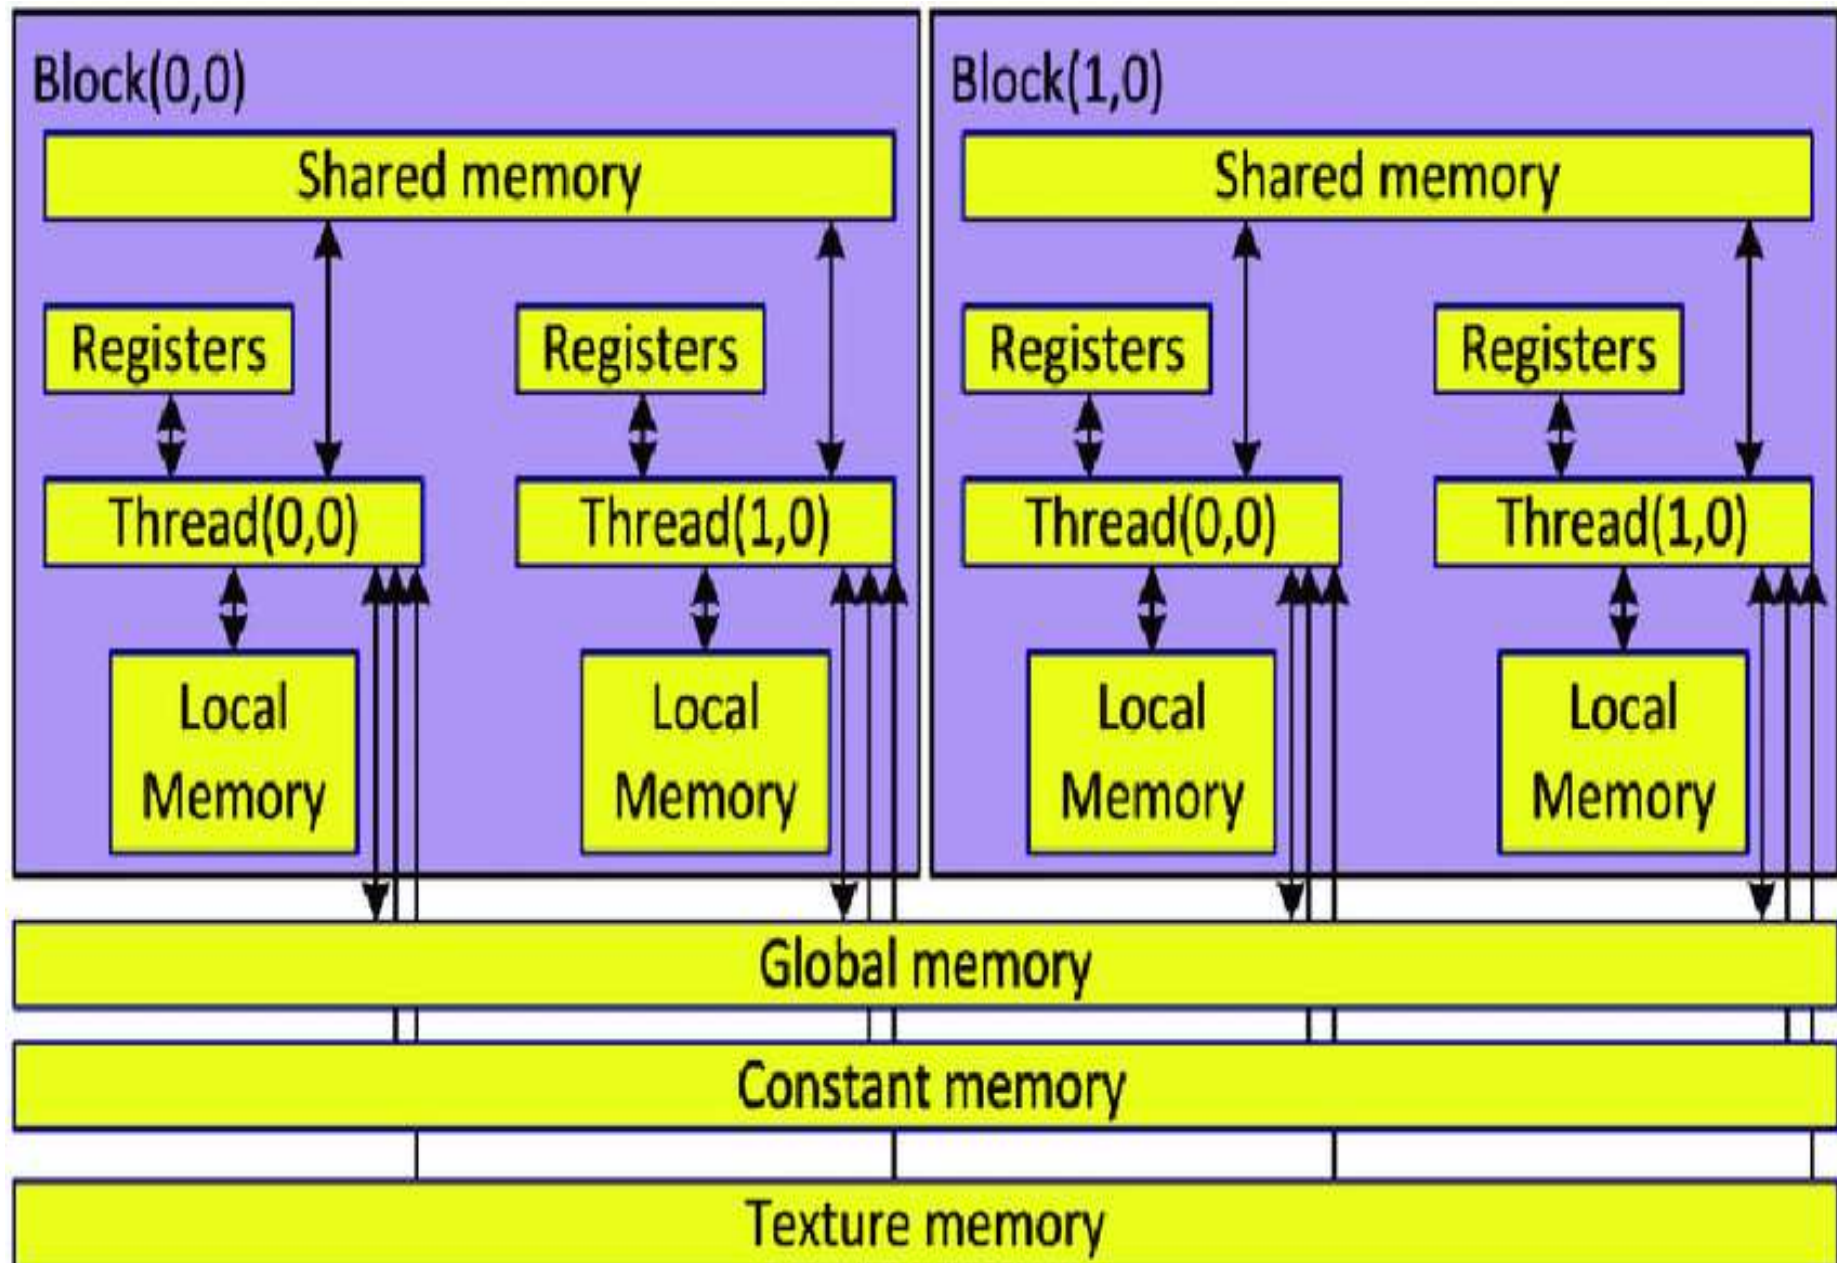 Block(0,0)
Shared memory
Registers
Registers
Thread(0,0)
Thread(1,0)
Local
Memory
Local
Memory
Block(1,0)
Shared memory
Registers
Registers
Thread(0,0)
Thread(1,0)
Local
Memory
Local
Memory
Global memory
Constant memory
Texture memory